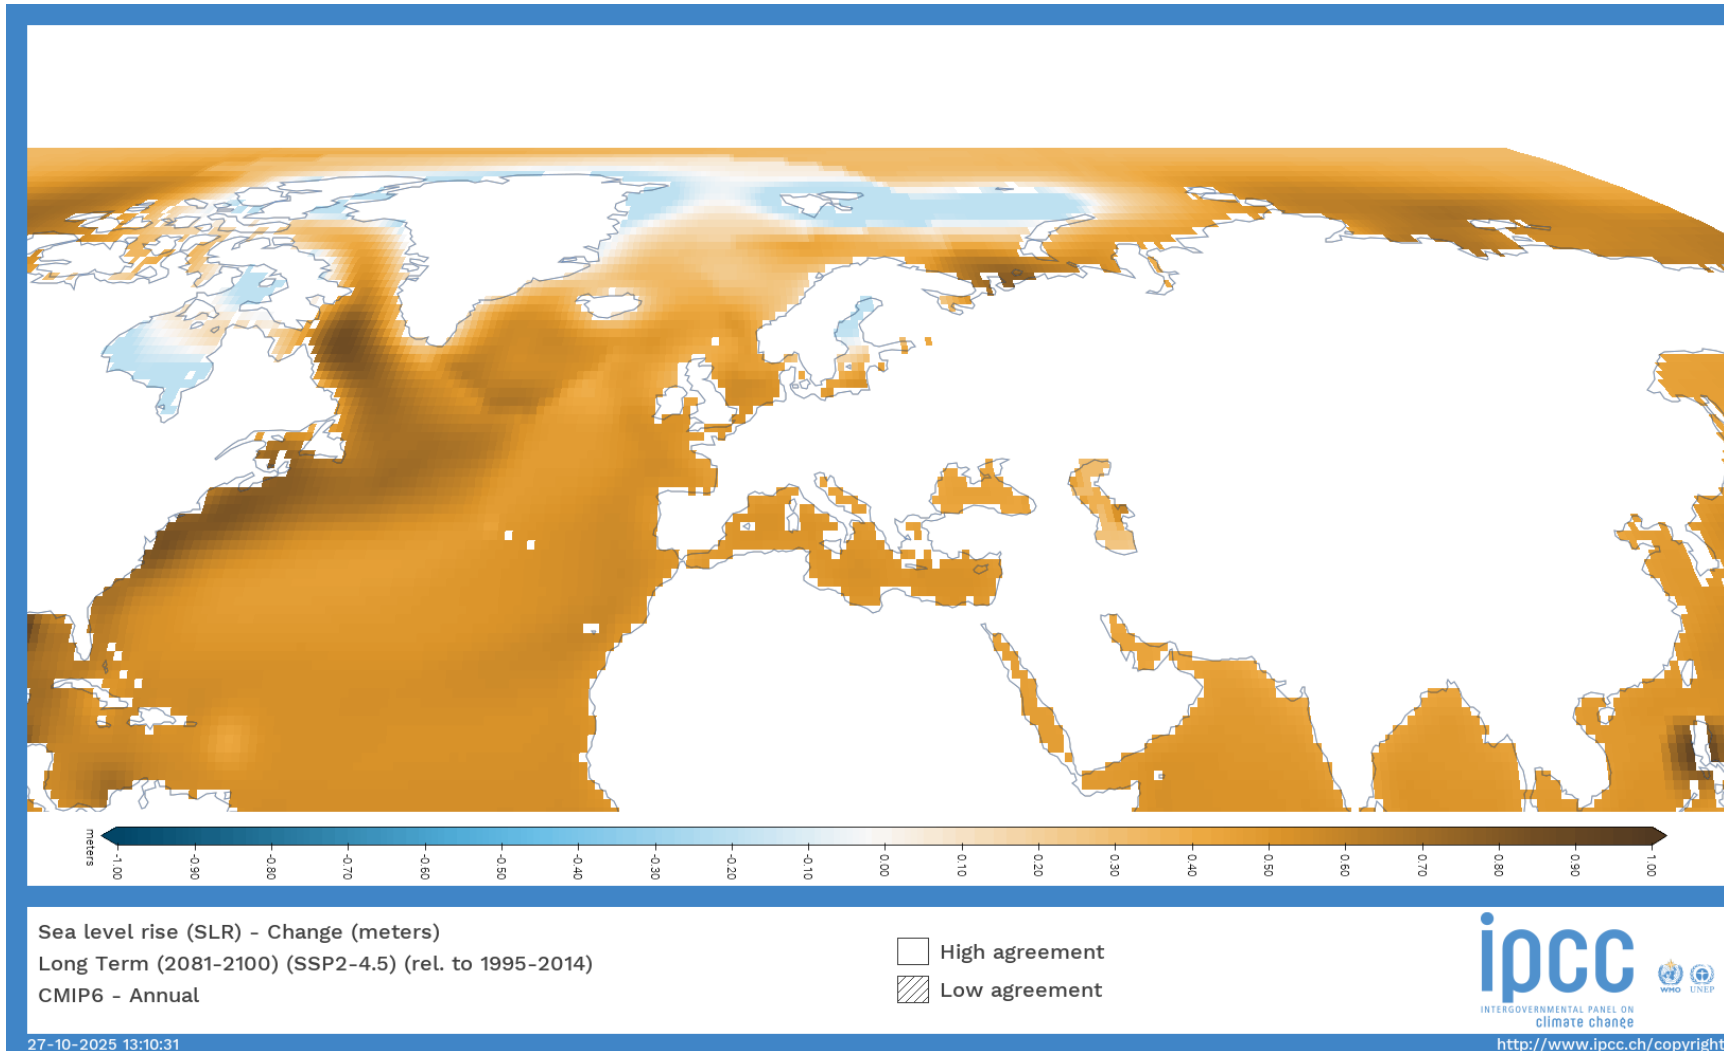 meters
-1.00 -0.90 -0.80 -0.70 -0.60 -0.50 -0.40 -0.30 -0.20 -0.10 0.00 0.10 0.20 0.30 0.40 0.50 0.60 0.70 0.80 0.90 1.00
Sea level rise (SLR) - Change (meters)
Long Term (2081-2100) (SSP2-4.5) (rel. to 1995-2014)
CMIP6 - Annual
High agreement
Low agreement
ipcc
INTERGOVERNMENTAL PANEL ON
climate change
WMO
UNEP
27-10-2025 13:10:31
http://www.ipcc.ch/copyright